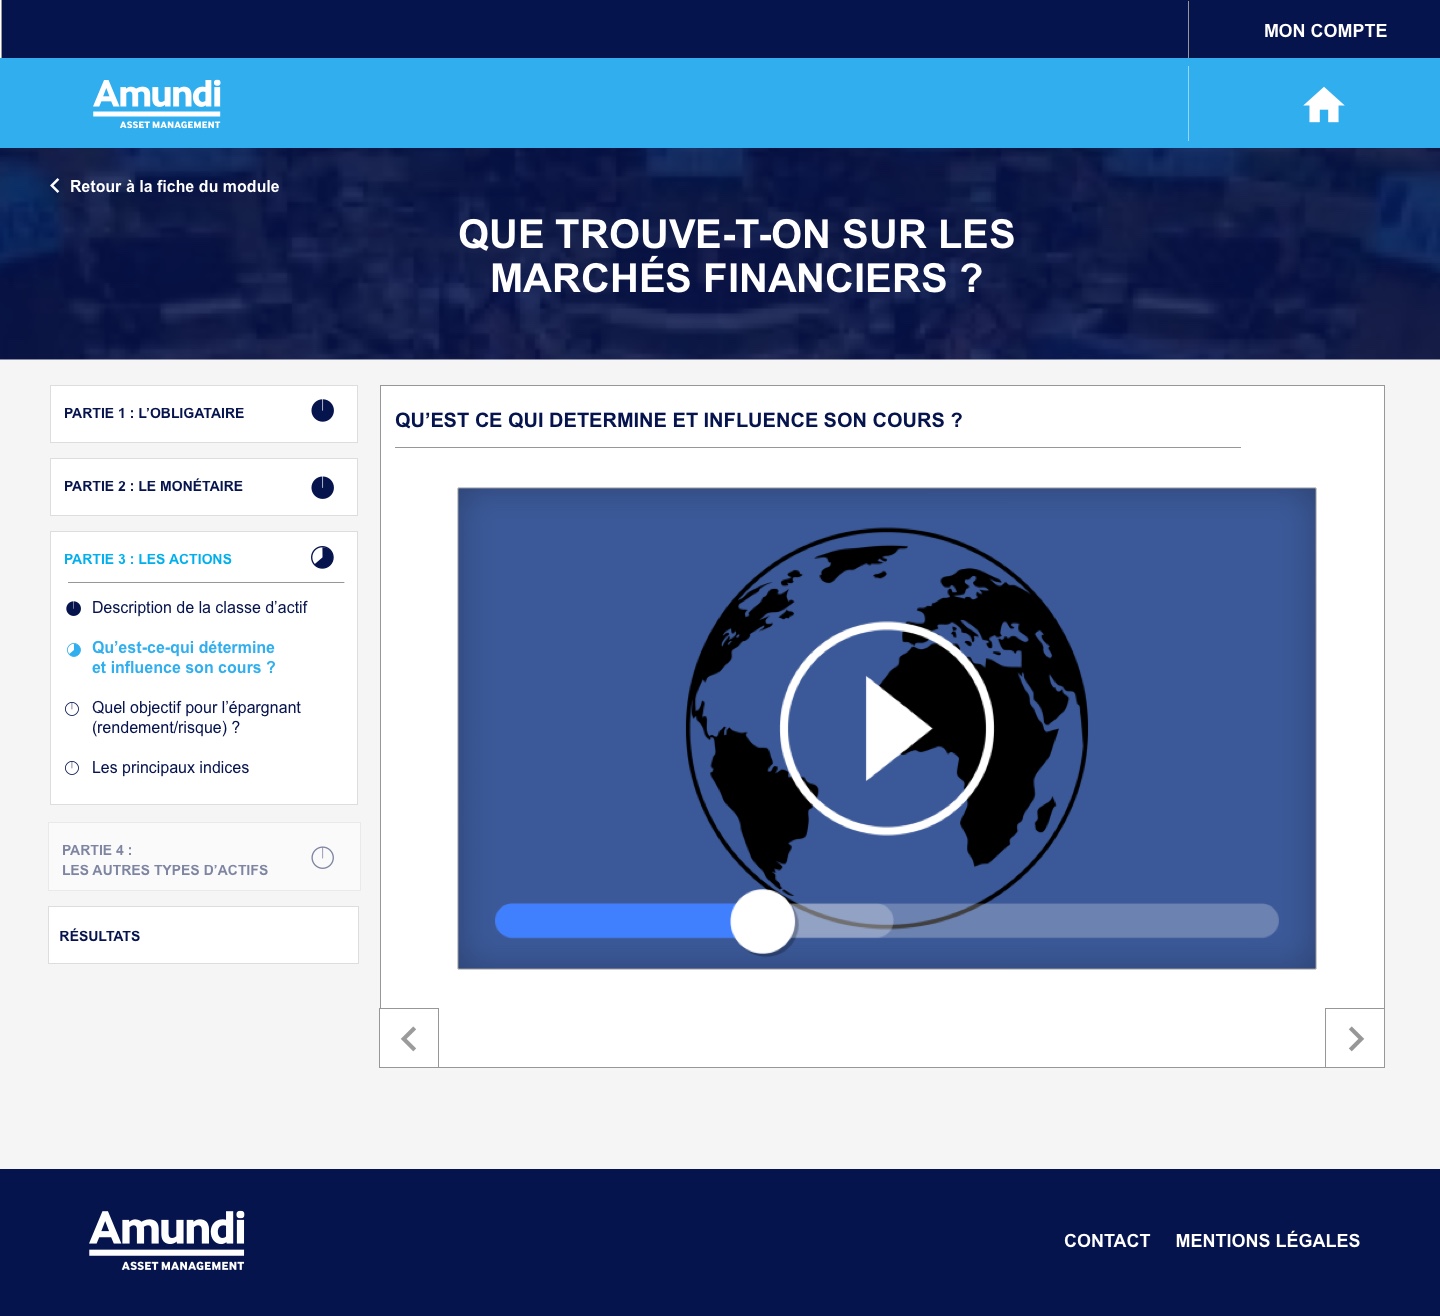 MON COMPTE
Amundi
ASSET MANAGEMENT
Retour à la fiche du module
QUE TROUVE-T-ON SUR LES
MARCHÉS FINANCIERS ?
PARTIE 1 : L’OBLIGATAIRE
PARTIE 2 : LE MONÉTAIRE
PARTIE 3 : LES ACTIONS
Description de la classe d’actif
Qu’est-ce-qui détermine
et influence son cours ?
Quel objectif pour l’épargnant
(rendement/risque) ?
Les principaux indices
PARTIE 4 :
LES AUTRES TYPES D’ACTIFS
RÉSULTATS
QU’EST CE QUI DETERMINE ET INFLUENCE SON COURS ?
Amundi
ASSET MANAGEMENT
CONTACT MENTIONS LÉGALES